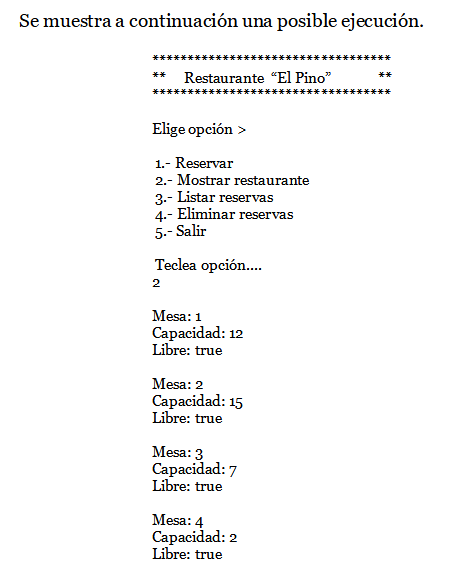 Se muestra a continuación una posible ejecución.
**********************************
** Restaurante “El Pino” **
**********************************
Elige opción >
1.- Reservar
2.- Mostrar restaurante
3.- Listar reservas
4.- Eliminar reservas
5.- Salir
Teclea opción....
2
Mesa: 1
Capacidad: 12
Libre: true
Mesa: 2
Capacidad: 15
Libre: true
Mesa: 3
Capacidad: 7
Libre: true
Mesa: 4
Capacidad: 2
Libre: true